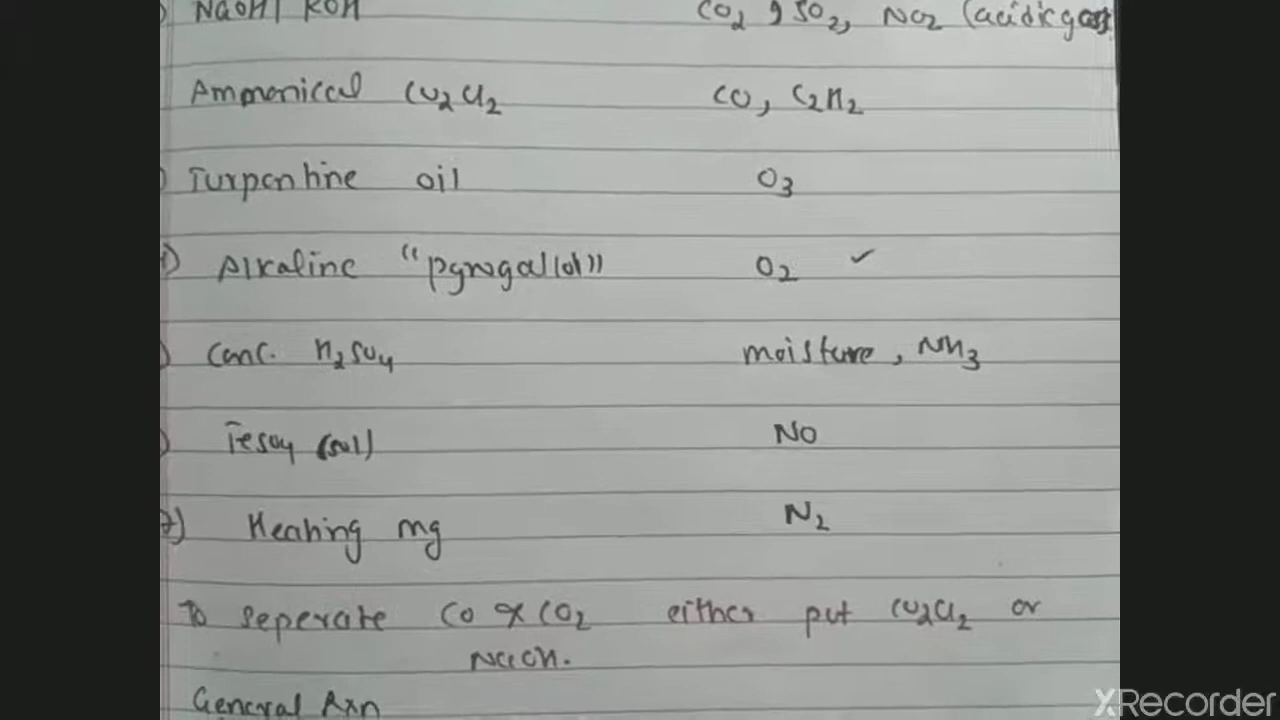 ) NaOH / KOH CO2, SO2, NO2 (acidic gas)
Ammonical Cu2Cl2 CO, C2H2
) Turpentine oil O3
) Alkaline "pyrogallol" O2 ✓
) Conc. H2SO4 moisture, NH3
) FeSO4 (sol) NO
7) Heating mg N2
To seperate CO & CO2 either put Cu2Cl2 or
NaOH.
General Rxn
XRecorder